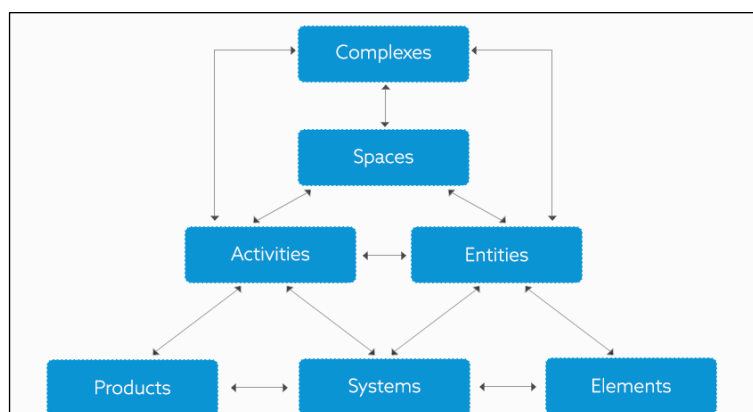 Complexes
Spaces
Activities
Entities
Products
Systems
Elements